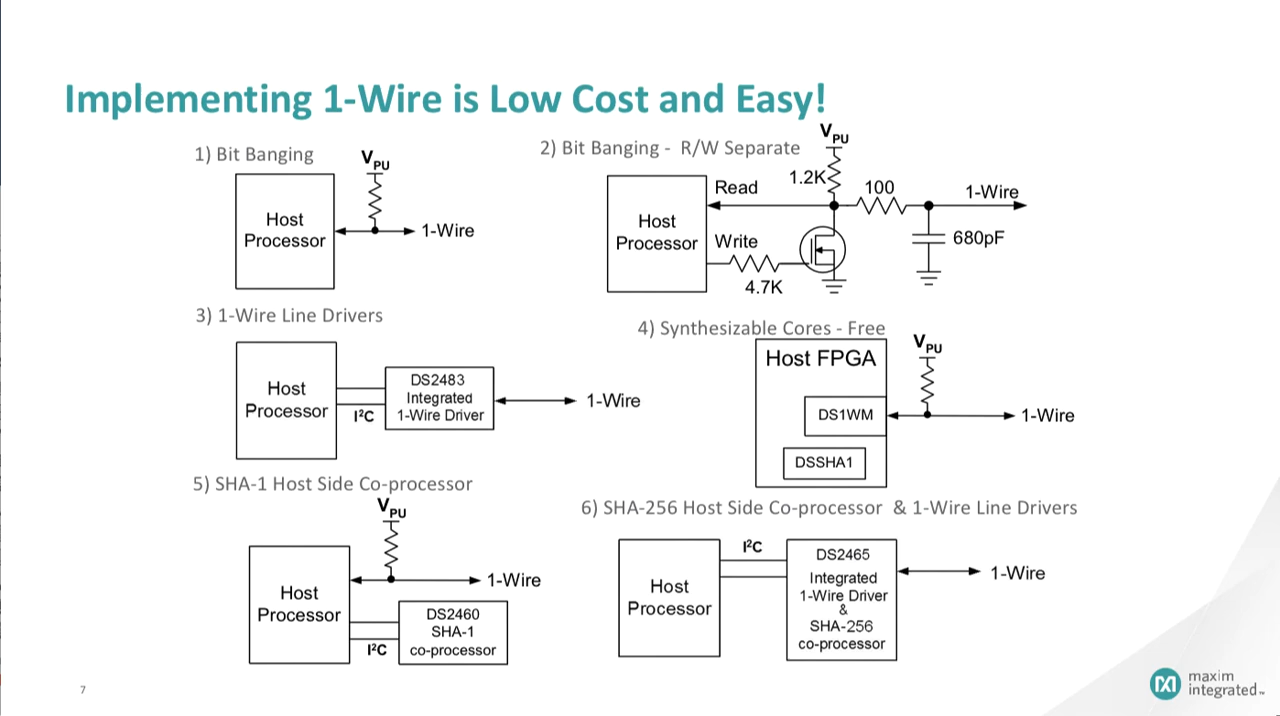 Implementing 1-Wire is Low Cost and Easy!
1) Bit Banging
VPU
Host
Processor
1-Wire
2) Bit Banging -  R/W Separate
VPU
1.2K
100
Read
1-Wire
Host
Processor
Write
680pF
4.7K
3) 1-Wire Line Drivers
Host
Processor
I²C
DS2483
Integrated
1-Wire Driver
1-Wire
4) Synthesizable Cores - Free
Host FPGA
VPU
DS1WM
1-Wire
DSSHA1
5) SHA-1 Host Side Co-processor
VPU
Host
Processor
1-Wire
I²C
DS2460
SHA-1
co-processor
6) SHA-256 Host Side Co-processor  & 1-Wire Line Drivers
Host
Processor
I²C
DS2465
Integrated
1-Wire Driver
&
SHA-256
co-processor
1-Wire
7
maxim
integrated™